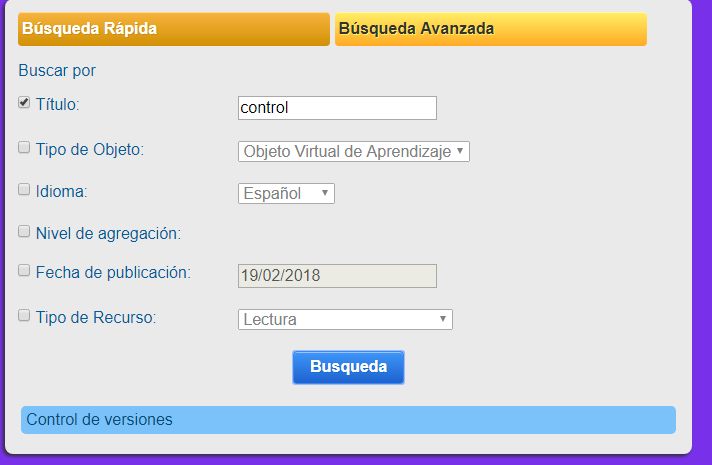 Búsqueda Rápida Búsqueda Avanzada
Buscar por
Título: control
Tipo de Objeto: Objeto Virtual de Aprendizaje
Idioma: Español
Nivel de agregación:
Fecha de publicación: 19/02/2018
Tipo de Recurso: Lectura
Busqueda
Control de versiones